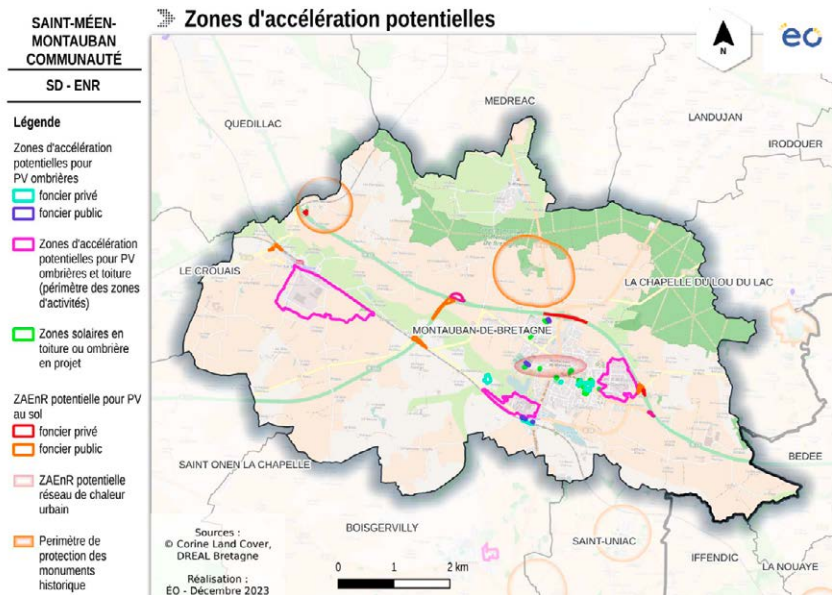 SAINT-MÉEN-
MONTAUBAN
COMMUNAUTÉ
SD - ENR
Légende
Zones d'accélération
potentielles pour
PV ombrières
foncier privé
foncier public
Zones d'accélération
potentielles pour PV
ombrières et toiture
(périmètre des zones
d'activités)
Zones solaires en
toiture ou ombrière
en projet
ZAEnR potentielle pour PV
au sol
foncier privé
foncier public
ZAEnR potentielle
réseau de chaleur
urbain
Perimètre de
protection des
monuments
historique
Zones d'accélération potentielles
N
éo
MEDREAC
QUEDILLAC
LANDUJAN
IRODOUER
LE CROUAIS
LA CHAPELLE DU LOU DU LAC
MONTAUBAN-DE-BRETAGNE
SAINT ONEN LA CHAPELLE
BEDEE
BOISGERVILLY
SAINT-UNIAC
IFFENDIC
LA NOUAYE
Sources :
© Corine Land Cover,
DREAL Bretagne
Réalisation :
ÉO - Décembre 2023
0 1 2 km